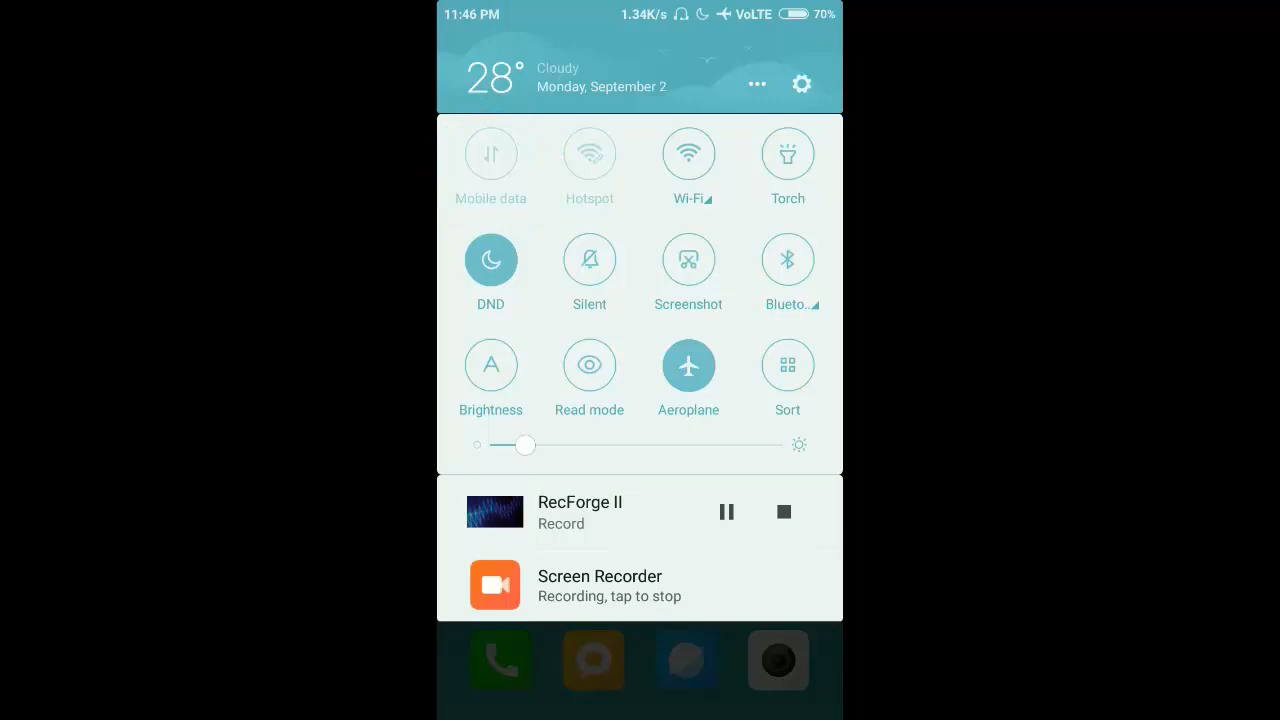 11:46 PM 1.34K/s VoLTE 70%
28° Cloudy
Monday, September 2
Mobile data Hotspot Wi-Fi Torch
DND Silent Screenshot Blueto..
Brightness Read mode Aeroplane Sort
RecForge II
Record
Screen Recorder
Recording, tap to stop